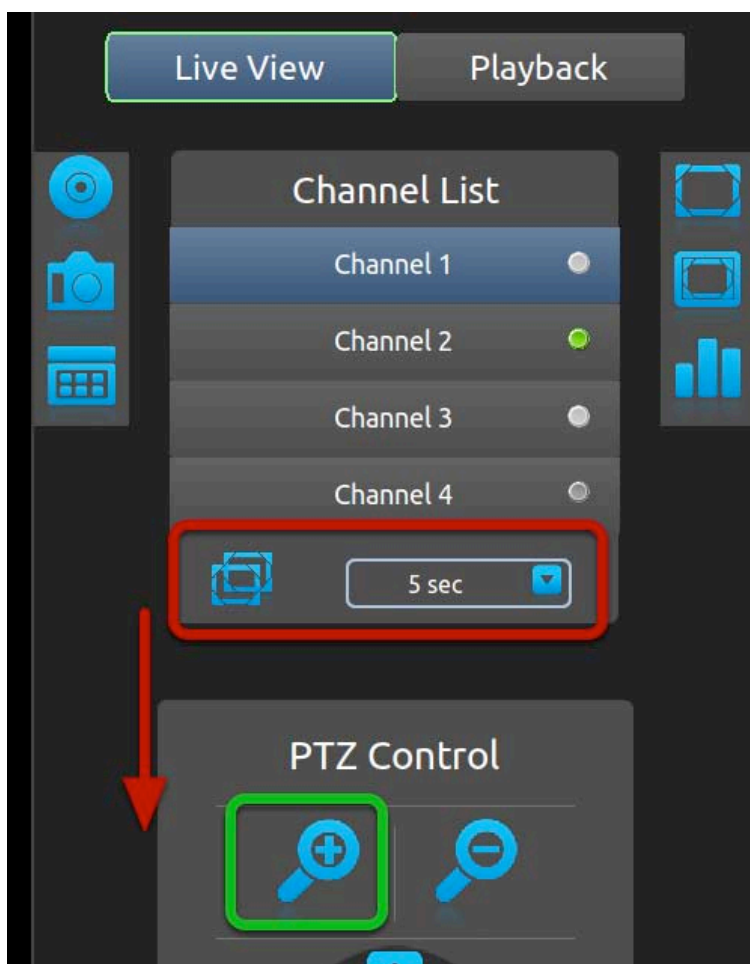 Live View Playback
Channel List
Channel 1
Channel 2
Channel 3
Channel 4
5 sec
PTZ Control